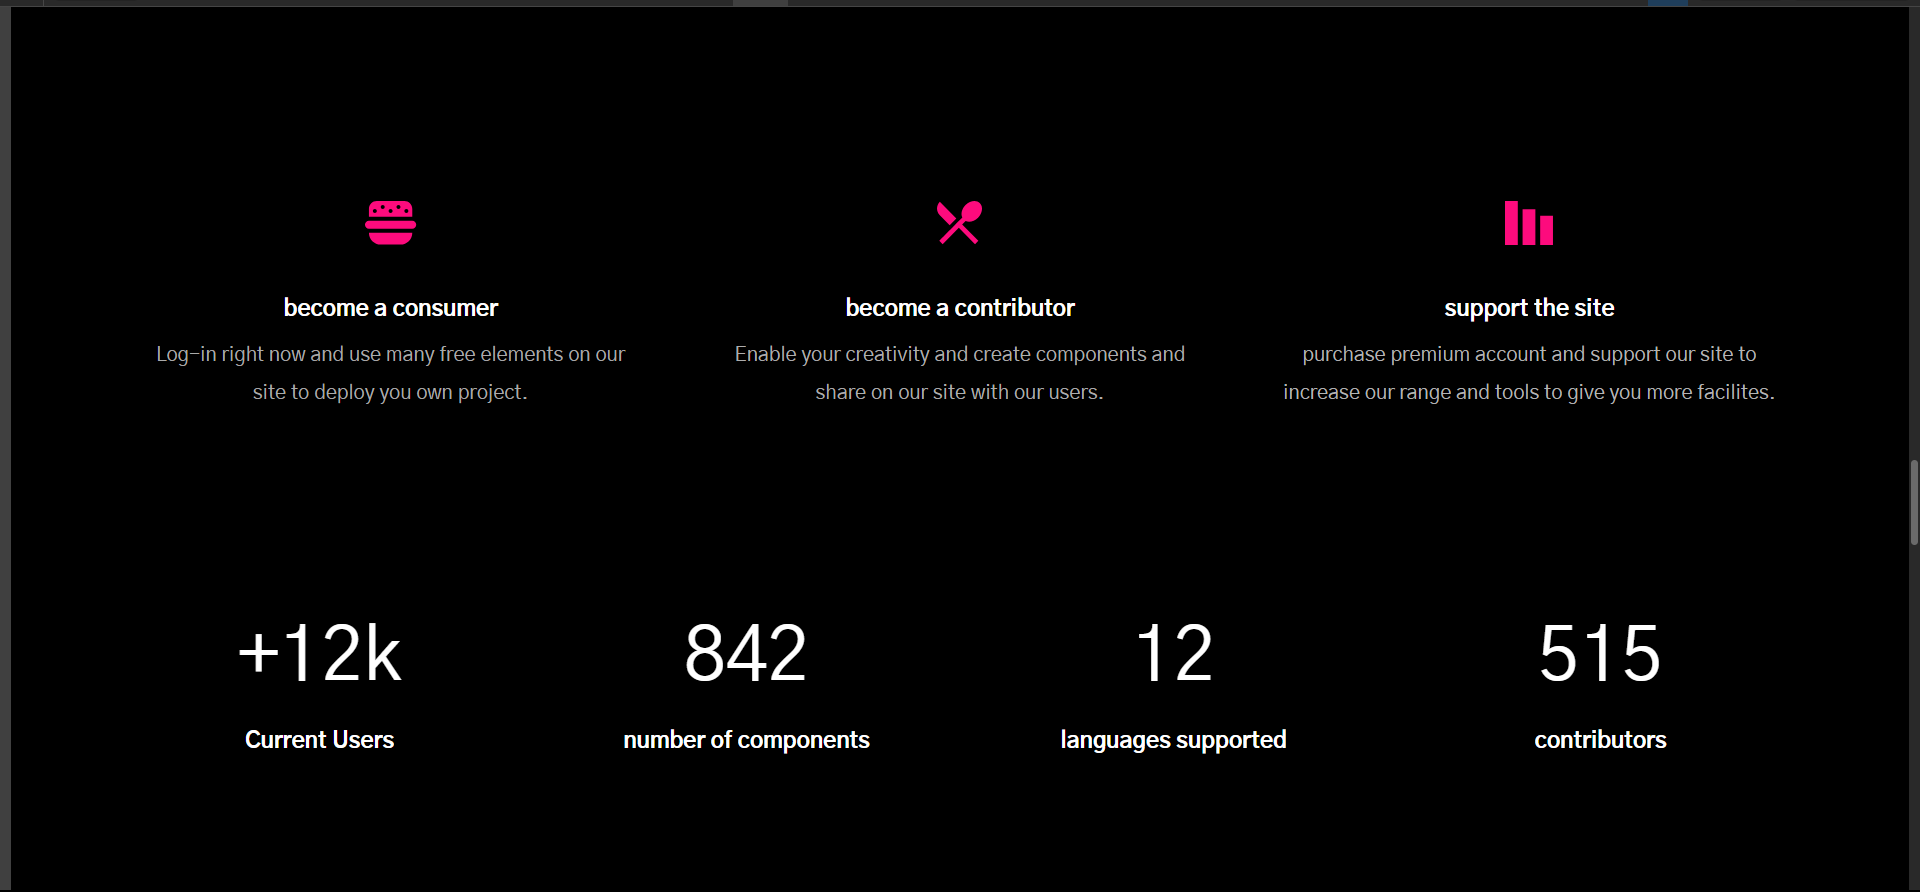 become a consumer
Log-in right now and use many free elements on our
site to deploy you own project.
become a contributor
Enable your creativity and create components and
share on our site with our users.
support the site
purchase premium account and support our site to
increase our range and tools to give you more facilites.
+12k
Current Users
842
number of components
12
languages supported
515
contributors